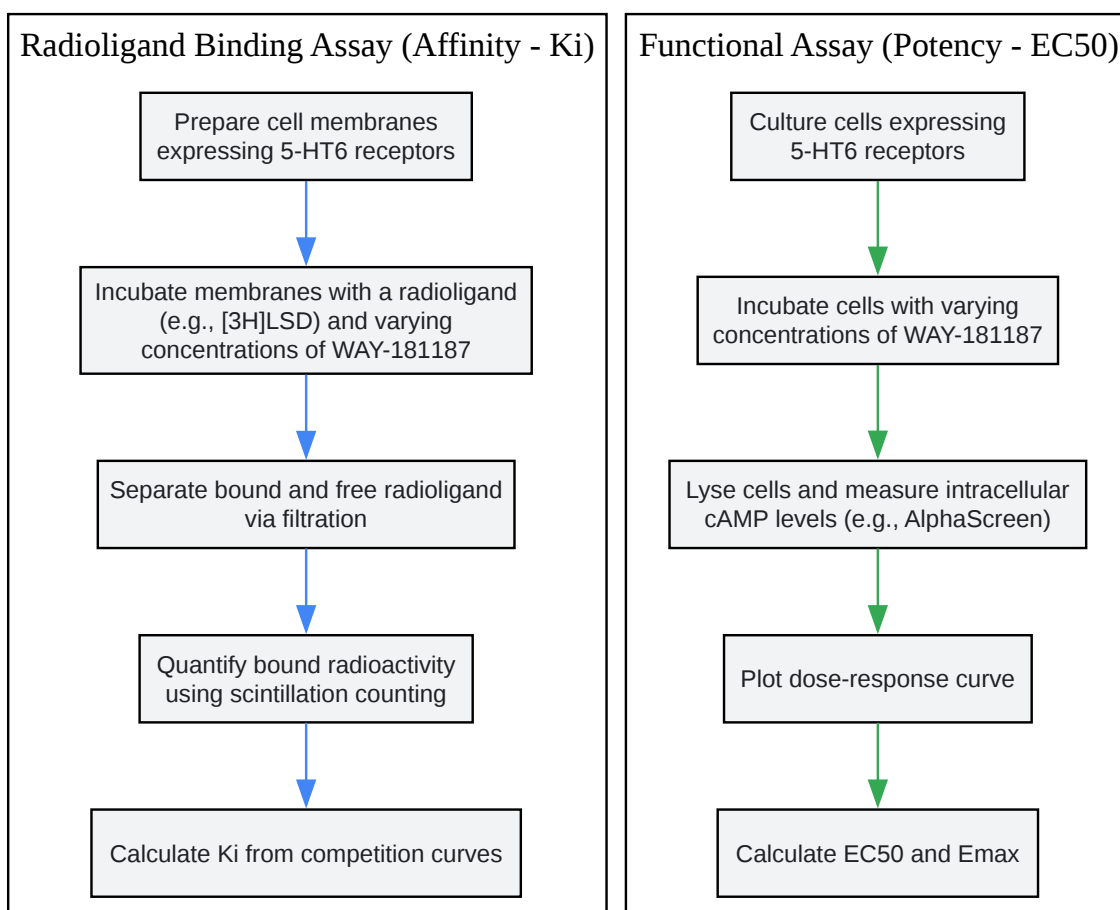 Radioligand Binding Assay (Affinity - Ki)
Prepare cell membranes
expressing 5-HT6 receptors
Incubate membranes with a radioligand
(e.g., [3H]LSD) and varying
concentrations of WAY-181187
Separate bound and free radioligand
via filtration
Quantify bound radioactivity
using scintillation counting
Calculate Ki from competition curves
Functional Assay (Potency - EC50)
Culture cells expressing
5-HT6 receptors
Incubate cells with varying
concentrations of WAY-181187
Lyse cells and measure intracellular
cAMP levels (e.g., AlphaScreen)
Plot dose-response curve
Calculate EC50 and Emax